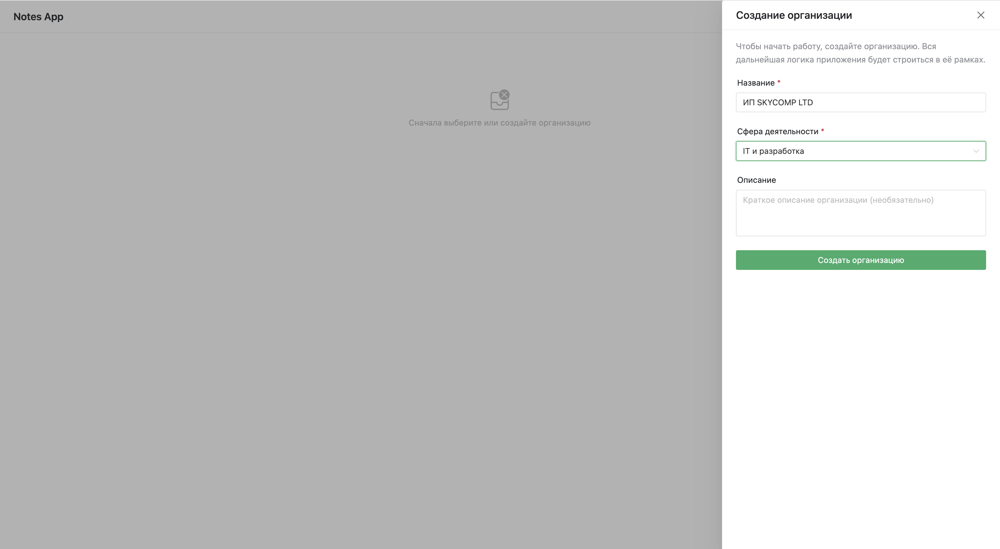 Notes App
Сначала выберите или создайте организацию
Создание организации
Чтобы начать работу, создайте организацию. Вся
дальнейшая логика приложения будет строиться в её рамках.
Название *
ИП SKYCOMP LTD
Сфера деятельности *
IT и разработка
Описание
Краткое описание организации (необязательно)
Создать организацию